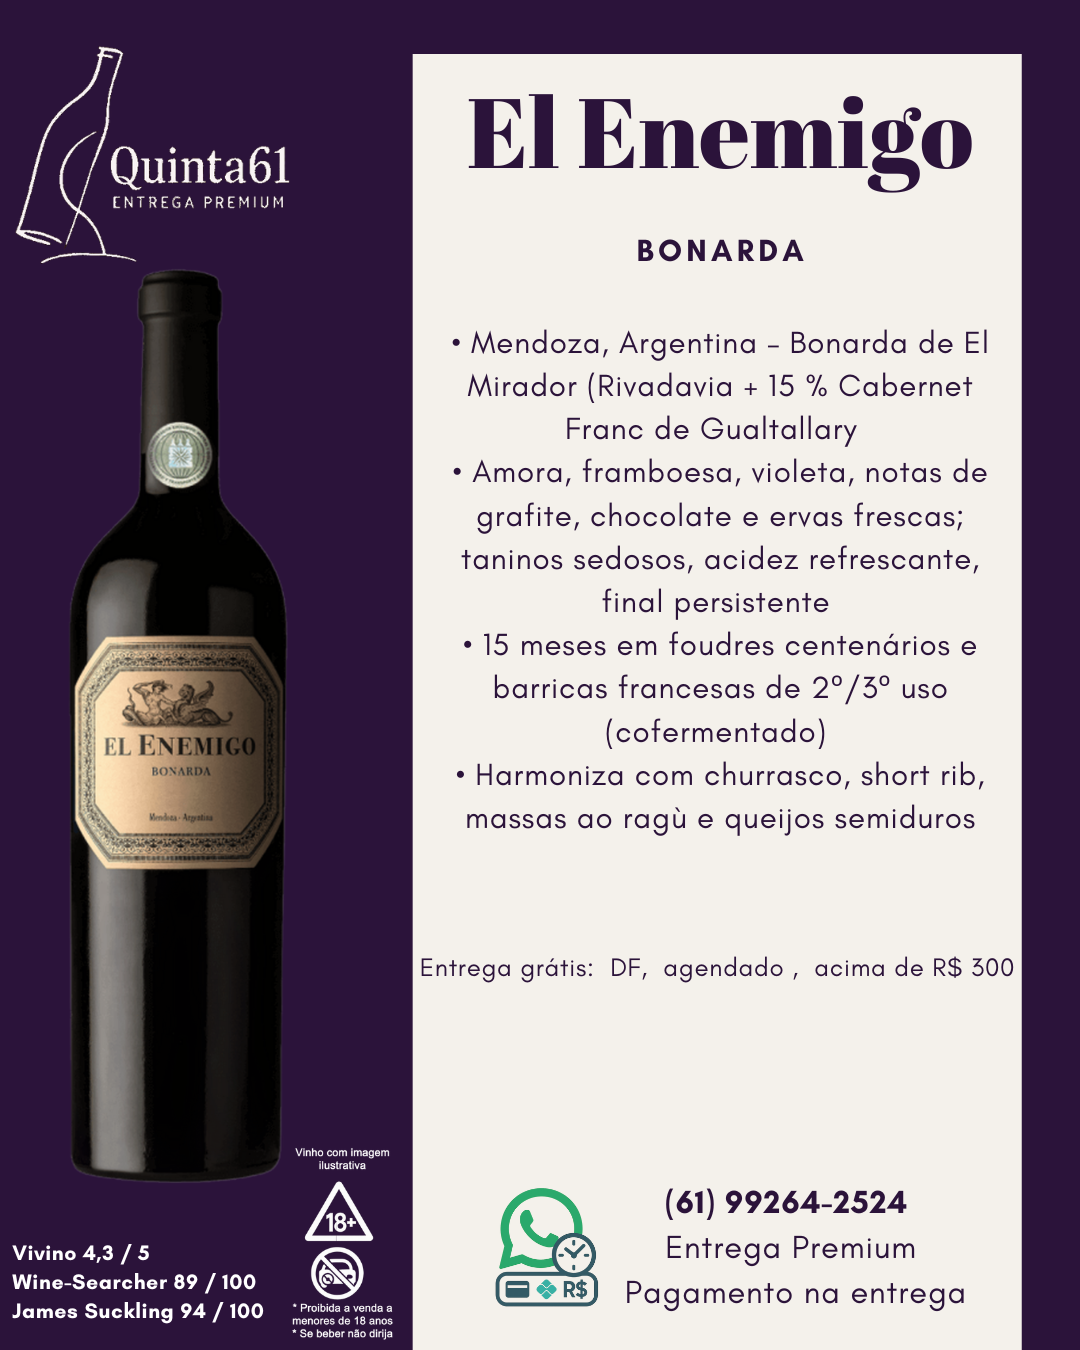 Quinta61
ENTREGA PREMIUM
El Enemigo
BONARDA
• Mendoza, Argentina – Bonarda de El
Mirador (Rivadavia + 15 % Cabernet
Franc de Gualtallary
• Amora, framboesa, violeta, notas de
grafite, chocolate e ervas frescas;
taninos sedosos, acidez refrescante,
final persistente
• 15 meses em foudres centenários e
barricas francesas de 2º/3º uso
(cofermentado)
• Harmoniza com churrasco, short rib,
massas ao ragù e queijos semiduros
Entrega grátis: DF, agendado , acima de R$ 300
EL ENEMIGO
BONARDA
Mendoza - Argentina
Vinho com imagem
ilustrativa
18+
* Proibida a venda a
menores de 18 anos
* Se beber não dirija
Vivino 4,3 / 5
Wine-Searcher 89 / 100
James Suckling 94 / 100
R$
(61) 99264-2524
Entrega Premium
Pagamento na entrega